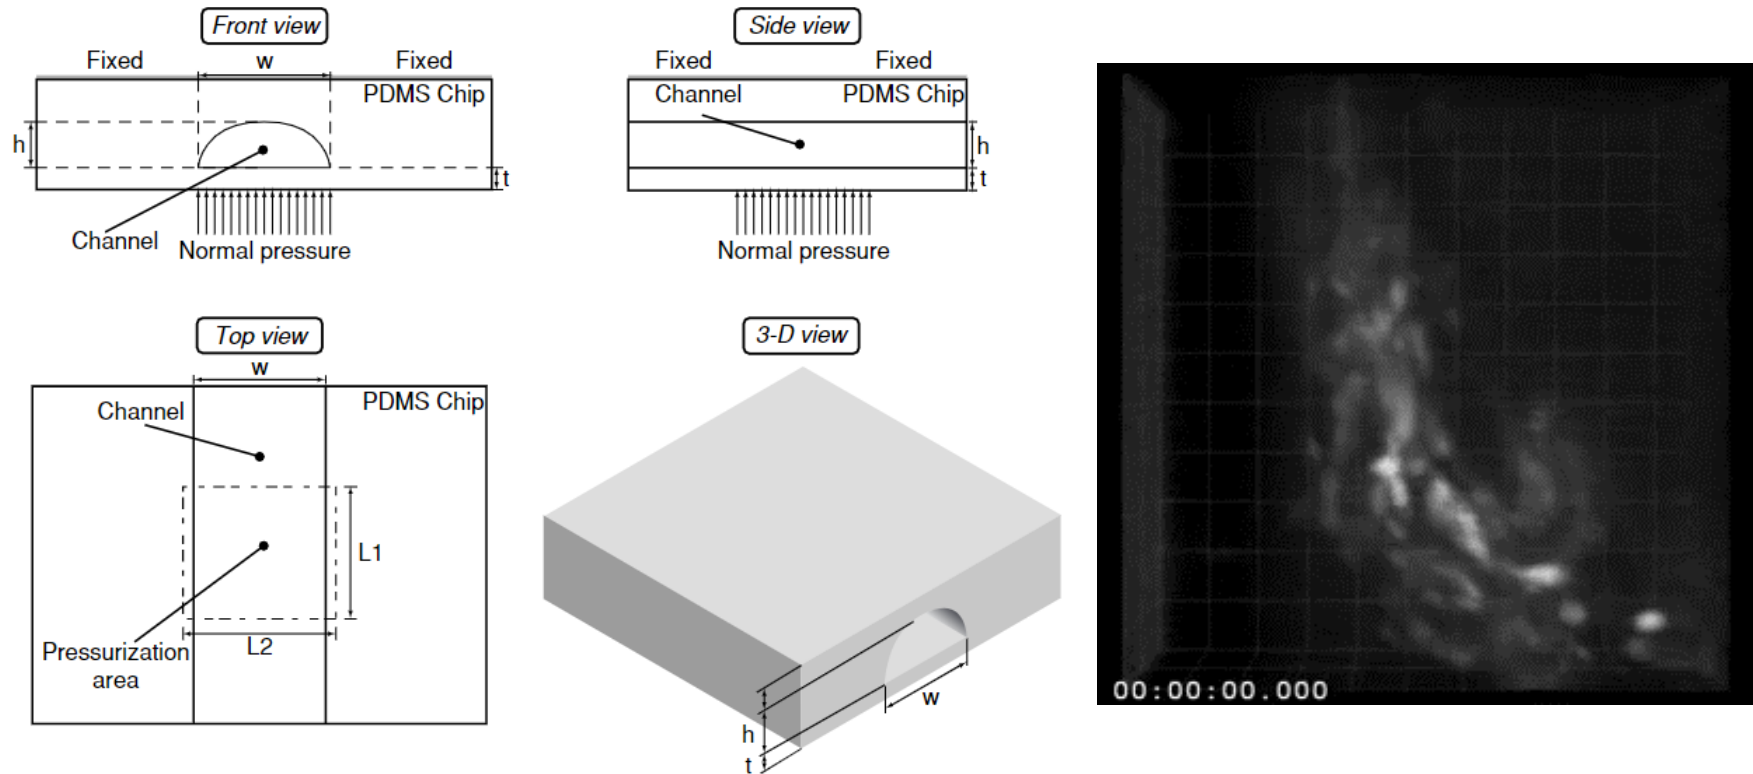 Front view
Fixed
w
Fixed
PDMS Chip
h
t
Channel
Normal pressure
Side view
Fixed
Fixed
Channel
PDMS Chip
h
t
Normal pressure
Top view
w
Channel
PDMS Chip
L1
Pressurization
area
L2
3-D view
w
h
t
00:00:00.000